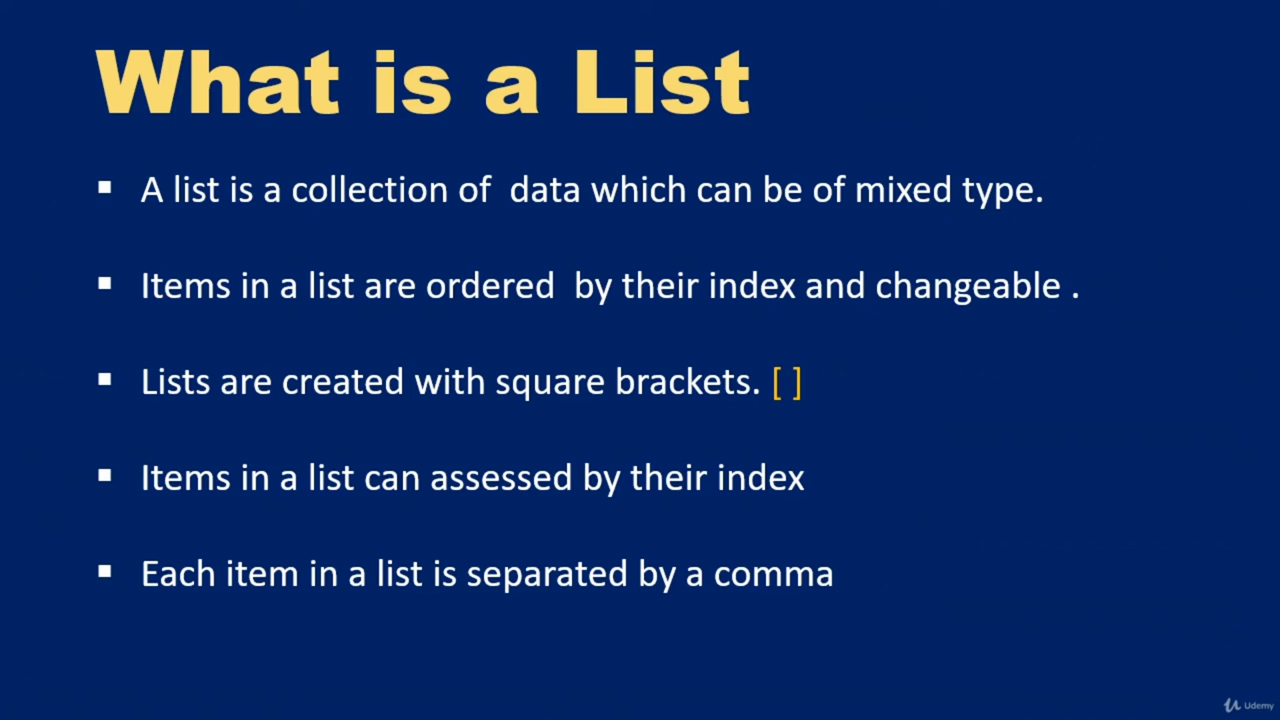 What is a List
▪ A list is a collection of  data which can be of mixed type.
▪ Items in a list are ordered  by their index and changeable .
▪ Lists are created with square brackets. [ ]
▪ Items in a list can assessed by their index
▪ Each item in a list is separated by a comma
Udemy